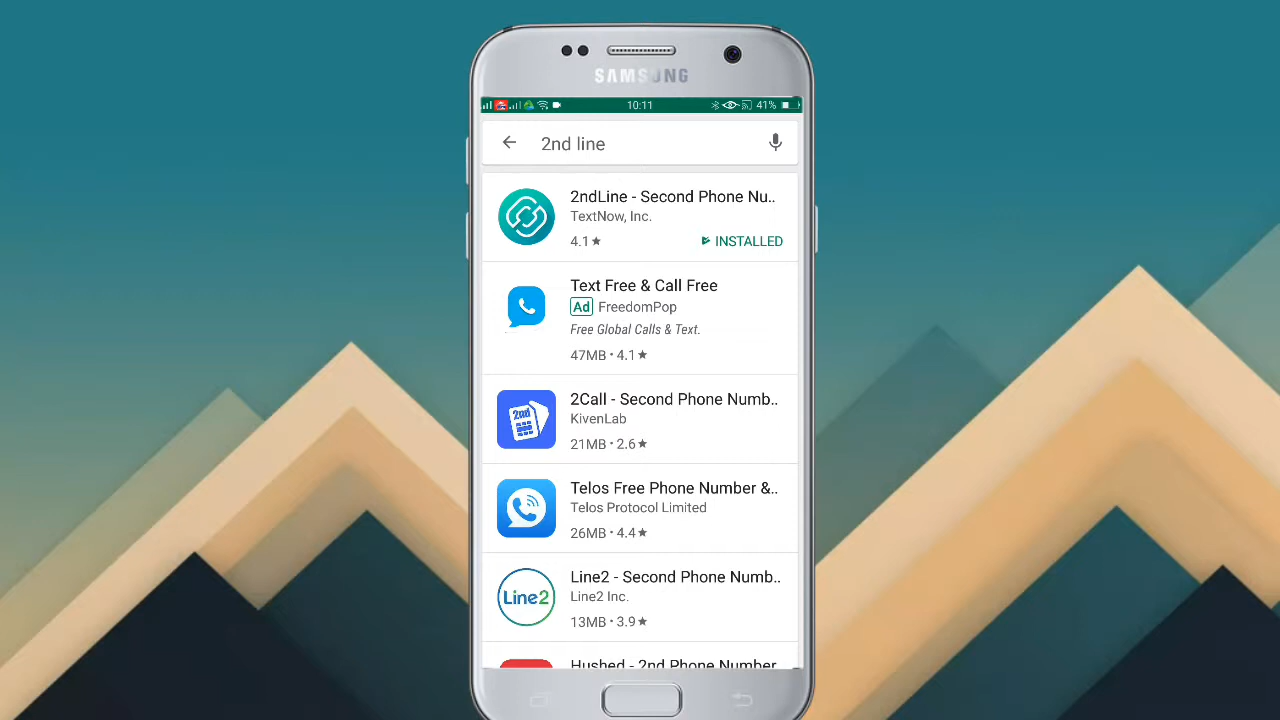 SAMSUNG
10:11
41%
2nd line
2ndLine - Second Phone Nu..
TextNow, Inc.
4.1★
INSTALLED
Text Free & Call Free
Ad FreedomPop
Free Global Calls & Text.
47MB • 4.1★
2nd
2Call - Second Phone Numb..
KivenLab
21MB • 2.6★
Telos Free Phone Number &..
Telos Protocol Limited
26MB • 4.4★
Line2
Line2 - Second Phone Numb..
Line2 Inc.
13MB • 3.9★
Hushed - 2nd Phone Number